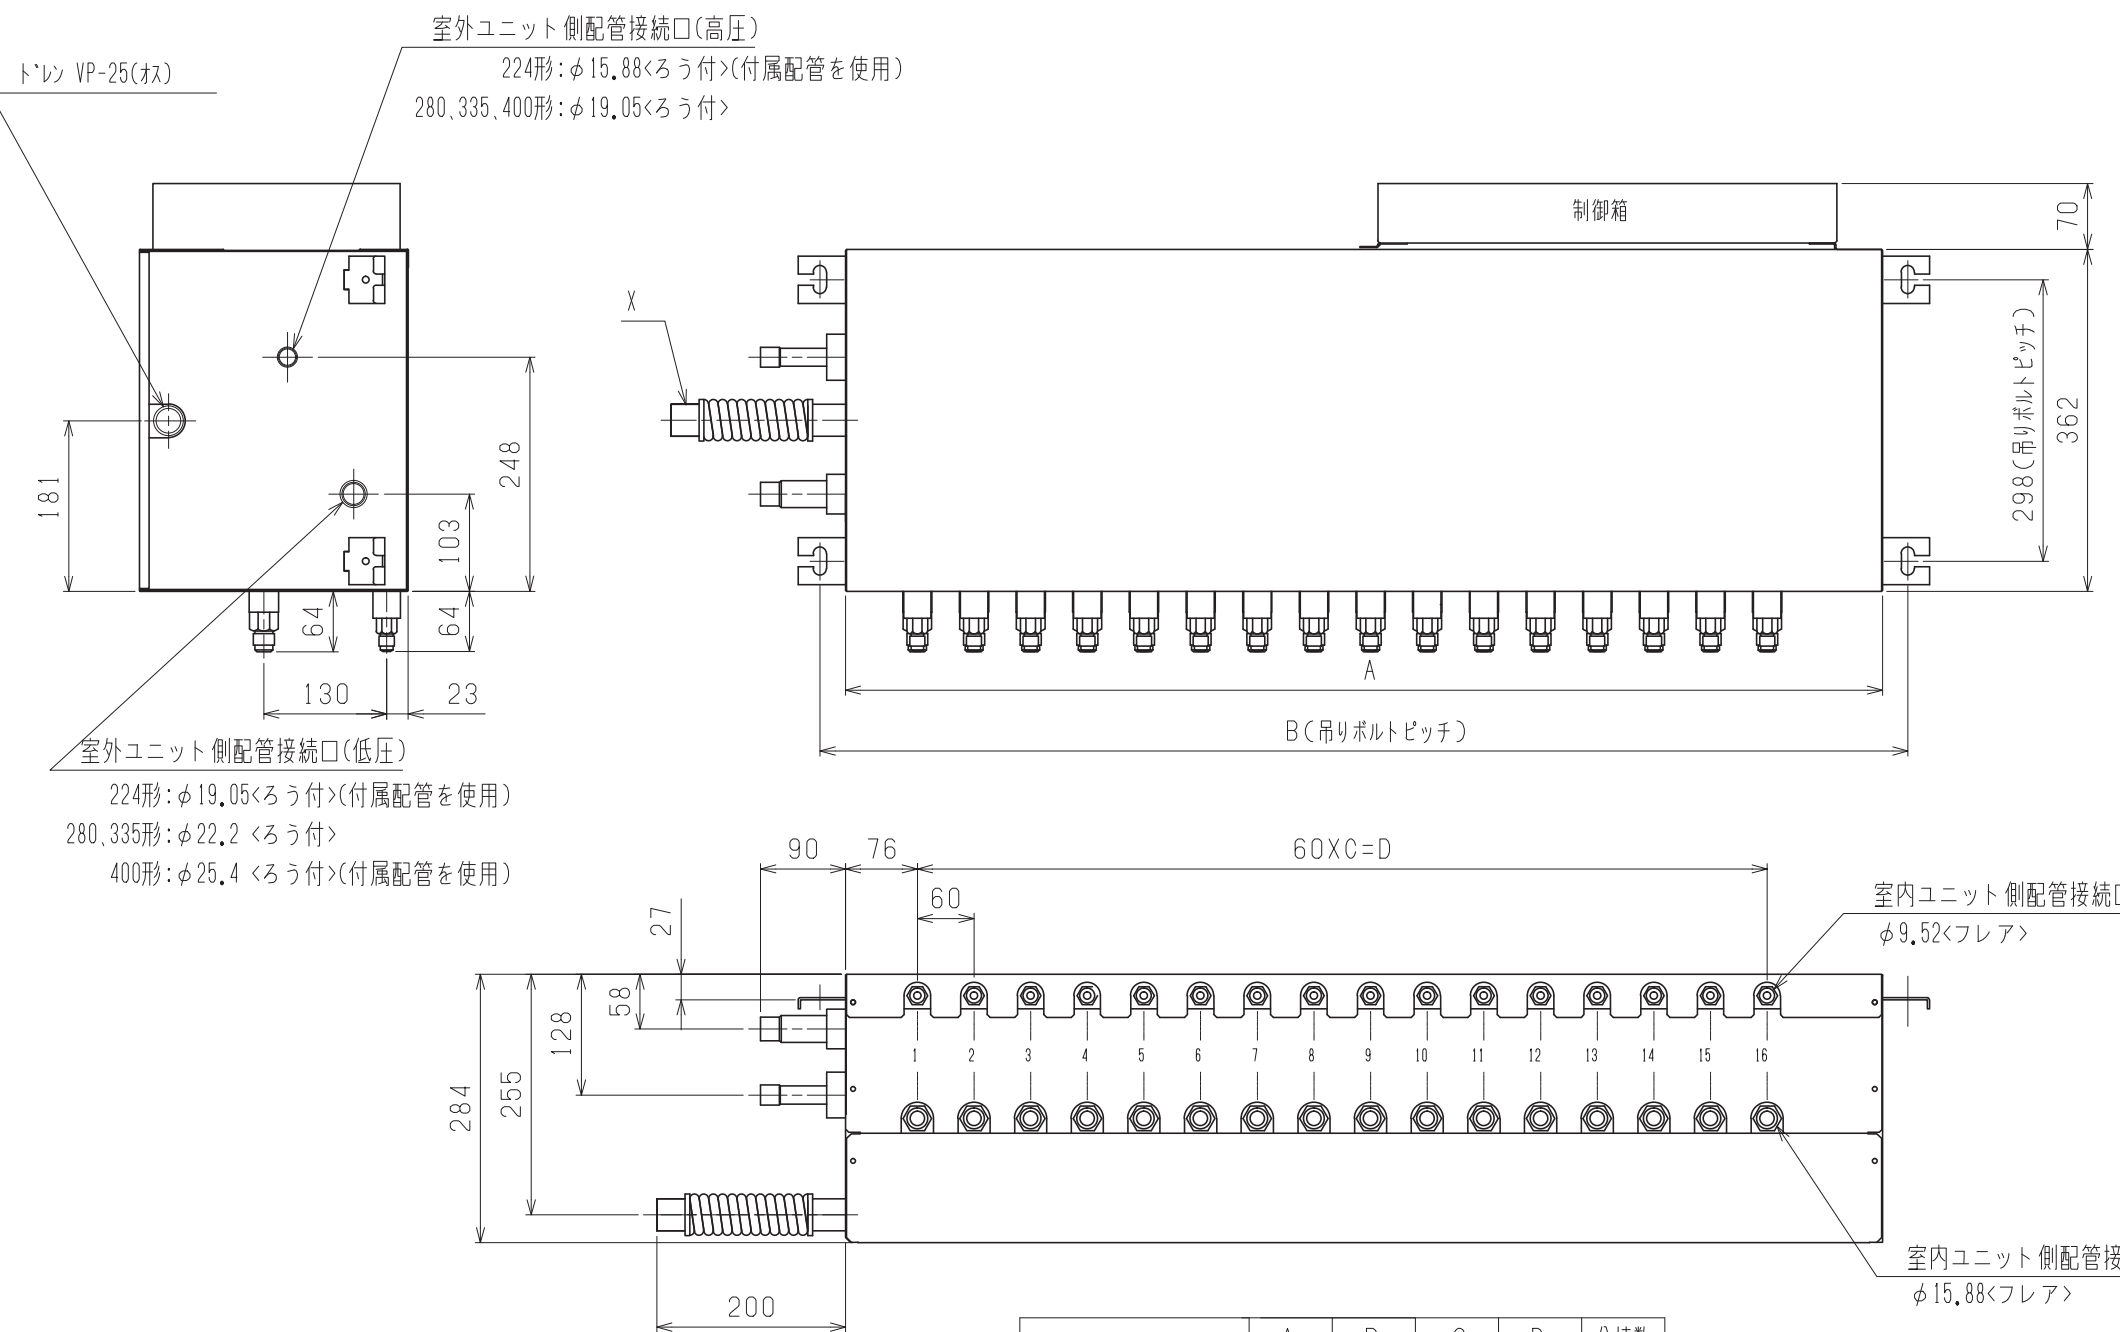 室外ユニット側配管接続口(高圧)
224形:φ15.88<ろう付>(付属配管を使用)
280,335,400形:φ19.05<ろう付>
ドレン VP-25(オス)
制御箱
70
X
298(吊りボルトピッチ)
362
248
181
103
64
64
130
23
A
B(吊りボルトピッチ)
室外ユニット側配管接続口(低圧)
224形:φ19.05<ろう付>(付属配管を使用)
280,335形:φ22.2 <ろう付>
400形:φ25.4 <ろう付>(付属配管を使用)
90
76
60XC=D
60
27
室内ユニット側配管接続口
φ9.52<フレア>
58
128
255
284
1 2 3 4 5 6 7 8 9 10 11 12 13 14 15 16
室内ユニット側配管接
φ15.88<フレア>
200